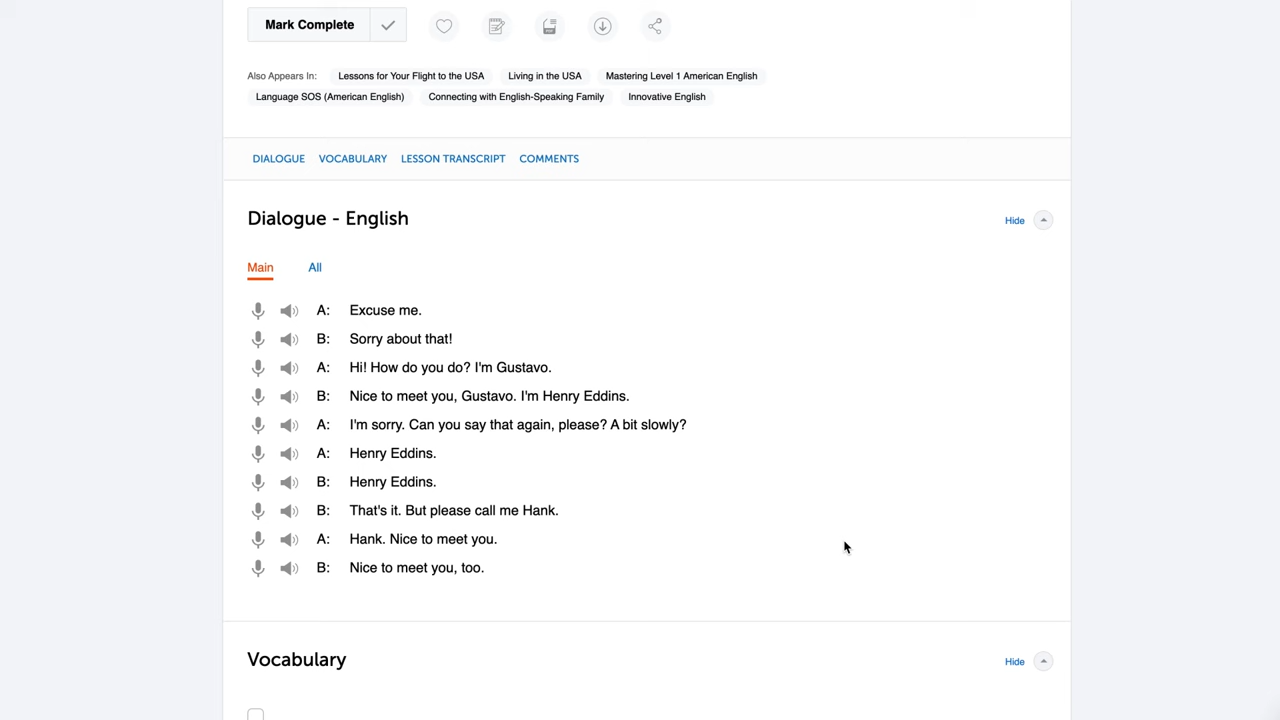 Mark Complete
Also Appears In: Lessons for Your Flight to the USA Living in the USA Mastering Level 1 American English
Language SOS (American English) Connecting with English-Speaking Family Innovative English
DIALOGUE VOCABULARY LESSON TRANSCRIPT COMMENTS
Dialogue - English Hide
Main All
A: Excuse me.
B: Sorry about that!
A: Hi! How do you do? I'm Gustavo.
B: Nice to meet you, Gustavo. I'm Henry Eddins.
A: I'm sorry. Can you say that again, please? A bit slowly?
A: Henry Eddins.
B: Henry Eddins.
B: That's it. But please call me Hank.
A: Hank. Nice to meet you.
B: Nice to meet you, too.
Vocabulary Hide